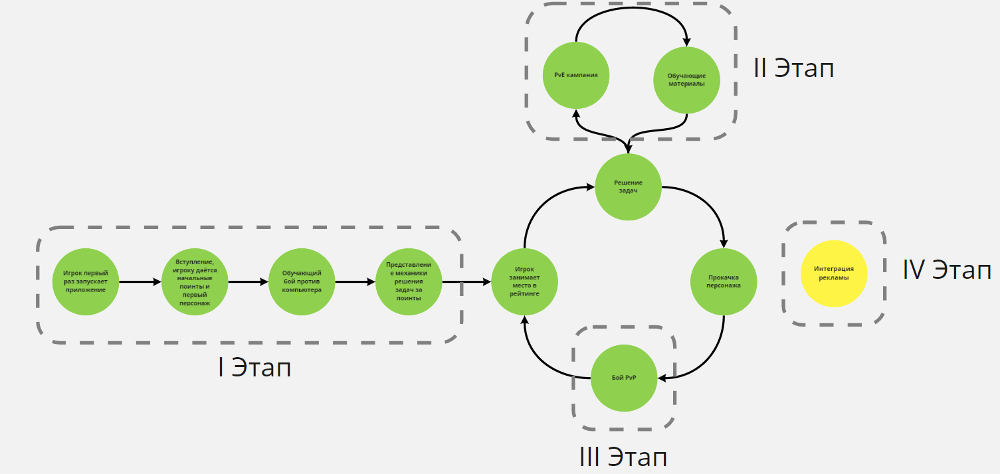 PvE кампания
Обучающие
материалы
II Этап
Решение
задач
Игрок первый
раз запускает
приложение
Вступление,
игроку даётся
начальные
поинты и
первый
персонаж
Обучающий
бой против
компьютера
Представлени
е механики
решения
задач за
поинты
Игрок
занимает
место в
рейтинге
Прокачка
персонажа
Интеграция
рекламы
IV Этап
I Этап
Бой PvP
III Этап